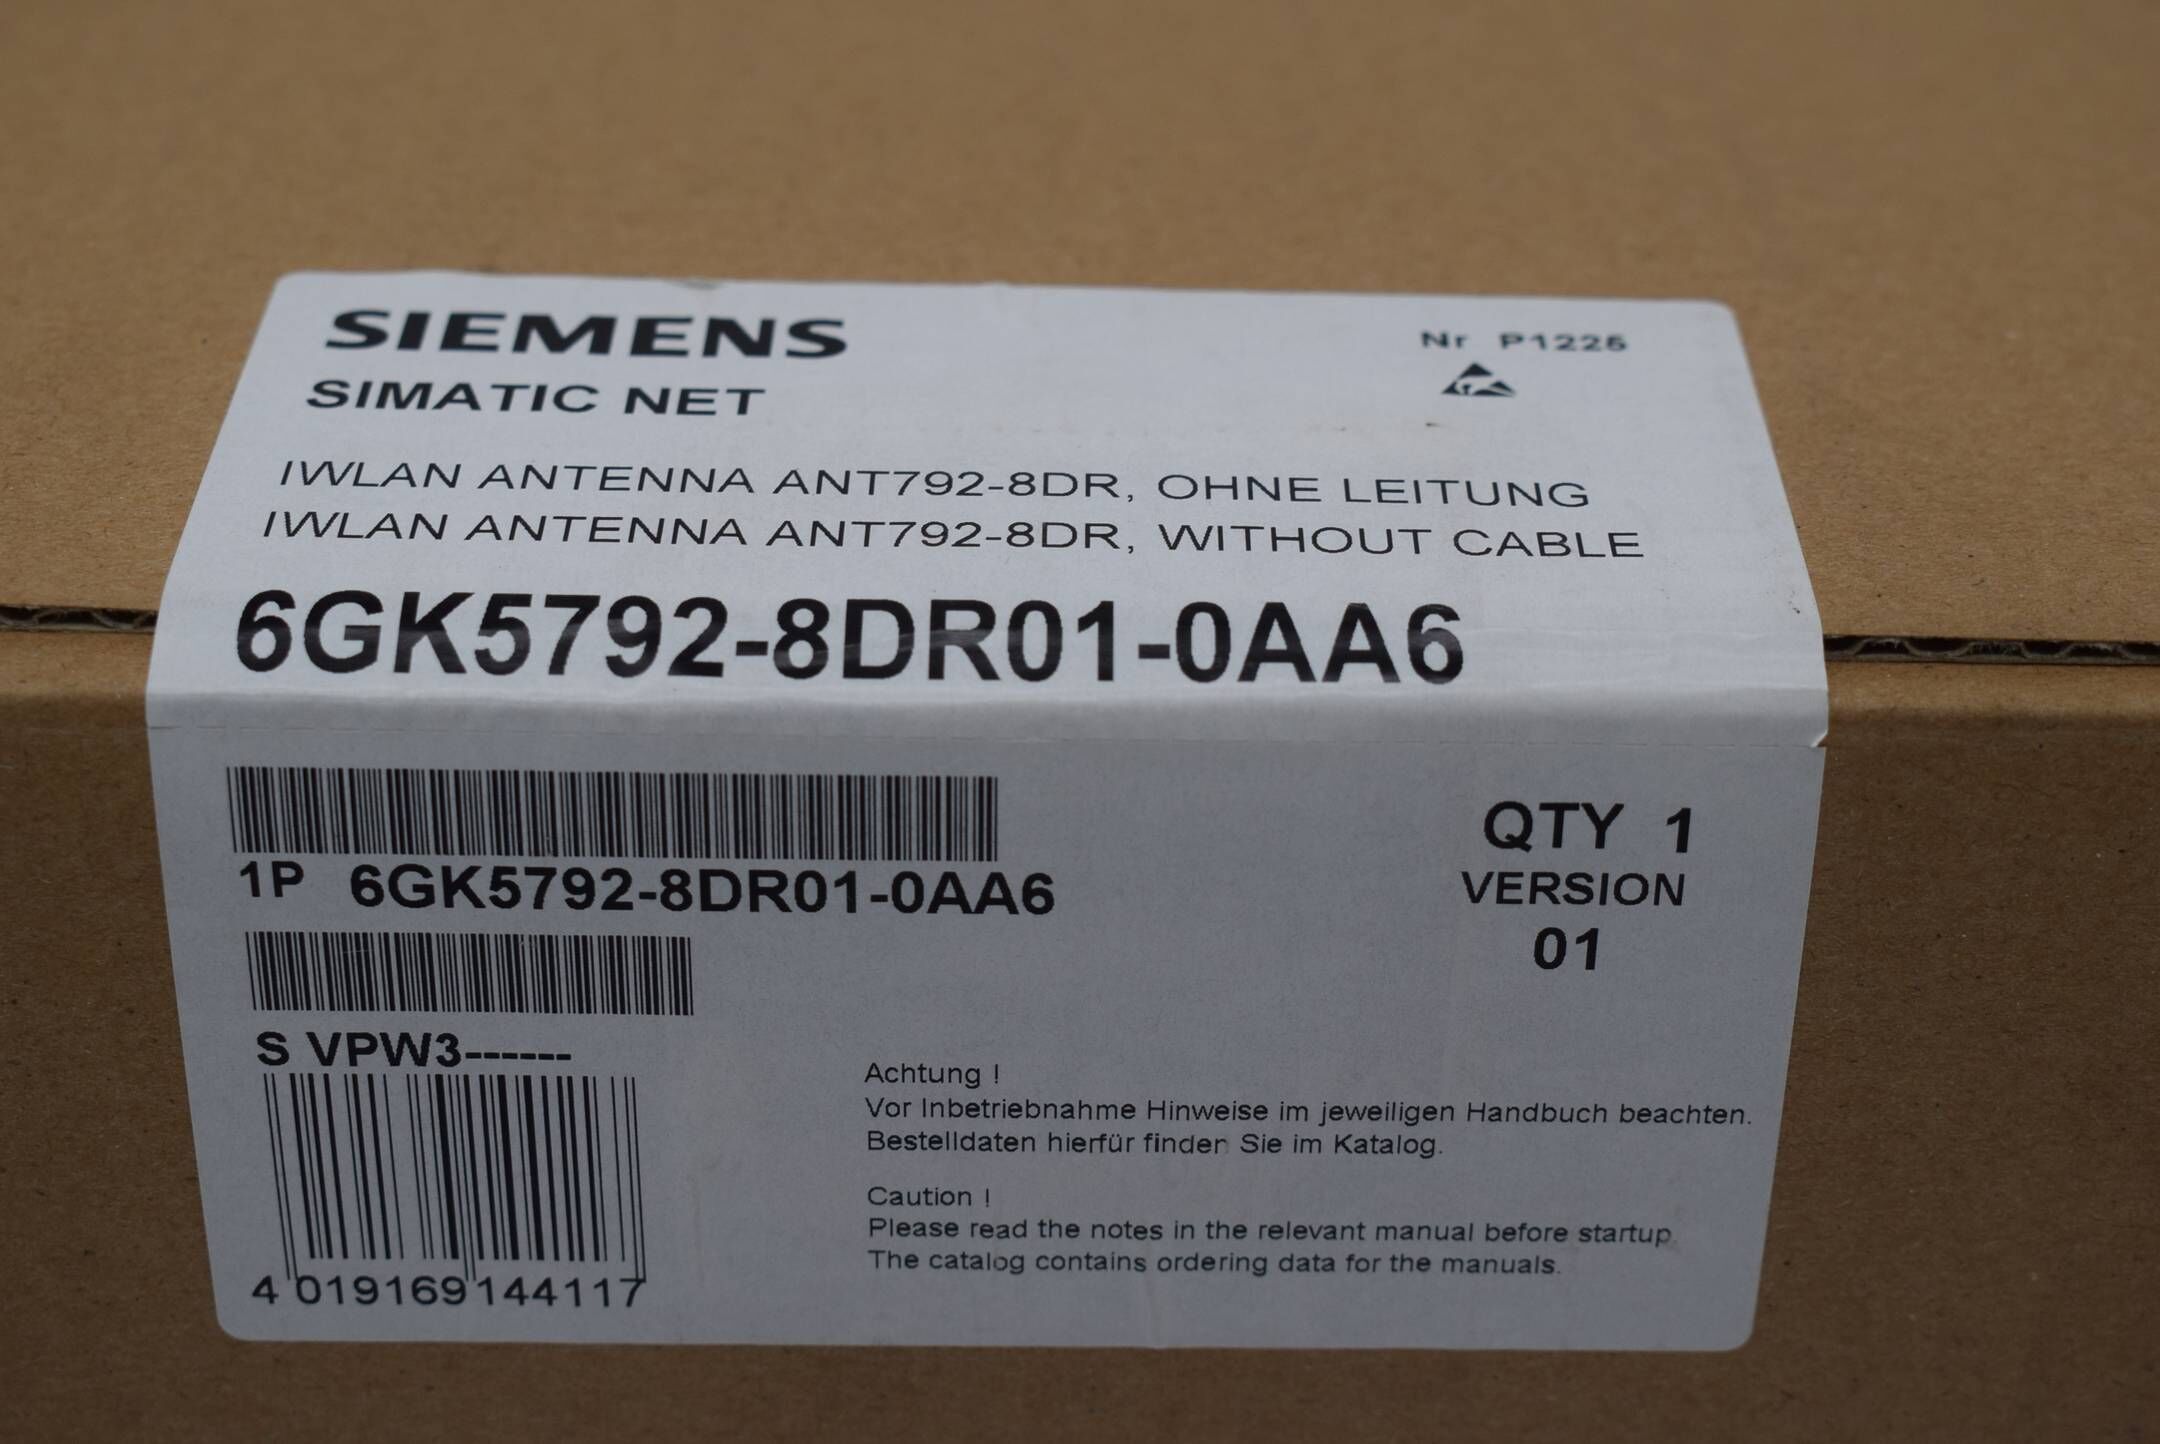 SIEMENS
Nr P1225
SIMATIC NET
IWLAN ANTENNA ANT792-8DR, OHNE LEITUNG
IWLAN ANTENNA ANT792-8DR, WITHOUT CABLE
6GK5792-8DR01-0AA6
1P 6GK5792-8DR01-0AA6
QTY 1
VERSION
01
S VPW3------
Achtung !
Vor Inbetriebnahme Hinweise im jeweiligen Handbuch beachten.
Bestelldaten hierfür finden Sie im Katalog.
Caution !
Please read the notes in the relevant manual before startup.
The catalog contains ordering data for the manuals.
4 019169 144117